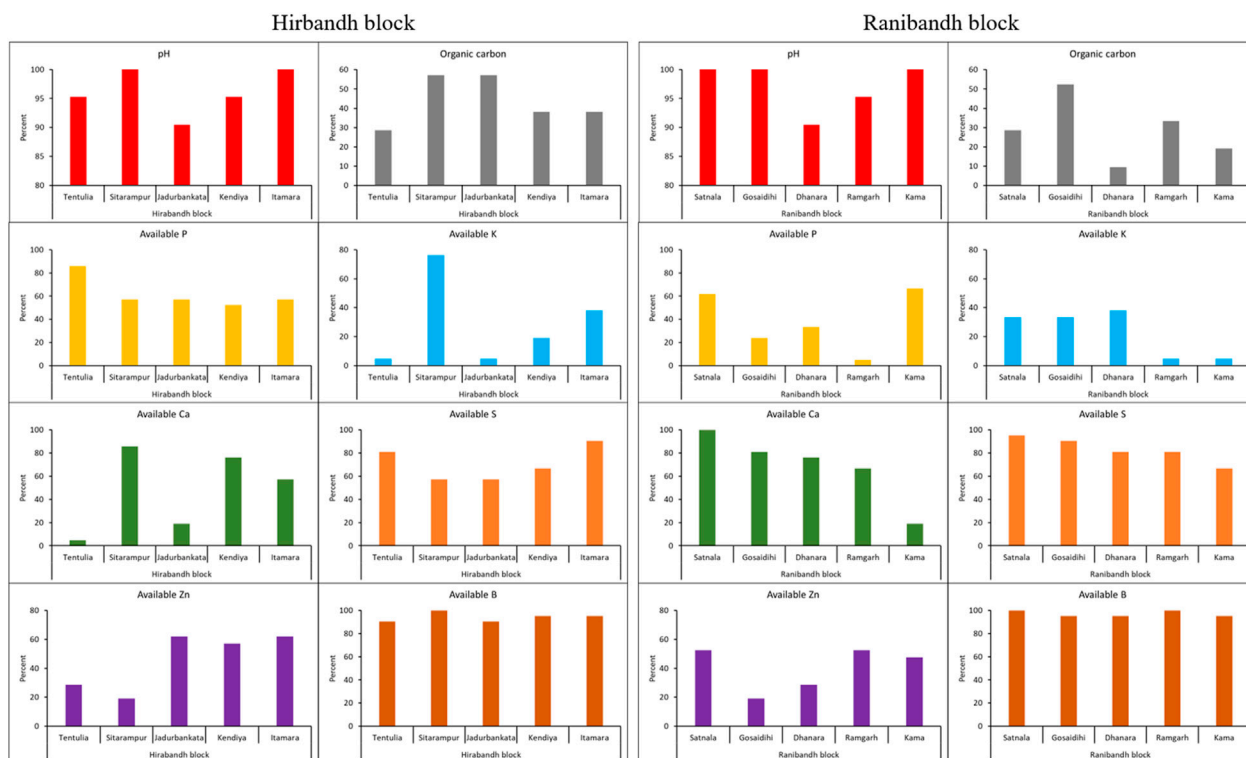 Hirbandh block
Ranibandh block
pH
100
95
90
85
80
Percent
Tentulia Sitarampur Jadurbankata Kendiya Itamara
Hirabandh block
Organic carbon
60
50
40
30
20
10
0
Percent
Tentulia Sitarampur Jadurbankata Kendiya Itamara
Hirabandh block
pH
100
95
90
85
80
Percent
Satnala Gosaidihi Dhanara Ramgarh Kama
Ranibandh block
Organic carbon
60
50
40
30
20
10
0
Percent
Satnala Gosaidihi Dhanara Ramgarh Kama
Ranibandh block
Available P
100
80
60
40
20
0
Percent
Tentulia Sitarampur Jadurbankata Kendiya Itamara
Hirabandh block
Available K
80
60
40
20
0
Percent
Tentulia Sitarampur Jadurbankata Kendiya Itamara
Hirabandh block
Available P
100
80
60
40
20
0
Percent
Satnala Gosaidihi Dhanara Ramgarh Kama
Ranibandh block
Available K
80
60
40
20
0
Percent
Satnala Gosaidihi Dhanara Ramgarh Kama
Ranibandh block
Available Ca
100
80
60
40
20
0
Percent
Tentulia Sitarampur Jadurbankata Kendiya Itamara
Hirabandh block
Available S
100
80
60
40
20
0
Percent
Tentulia Sitarampur Jadurbankata Kendiya Itamara
Hirabandh block
Available Ca
100
80
60
40
20
0
Percent
Satnala Gosaidihi Dhanara Ramgarh Kama
Ranibandh block
Available S
100
80
60
40
20
0
Percent
Satnala Gosaidihi Dhanara Ramgarh Kama
Ranibandh block
Available Zn
80
60
40
20
0
Percent
Tentulia Sitarampur Jadurbankata Kendiya Itamara
Hirabandh block
Available B
100
80
60
40
20
0
Percent
Tentulia Sitarampur Jadurbankata Kendiya Itamara
Hirabandh block
Available Zn
80
60
40
20
0
Percent
Satnala Gosaidihi Dhanara Ramgarh Kama
Ranibandh block
Available B
100
80
60
40
20
0
Percent
Satnala Gosaidihi Dhanara Ramgarh Kama
Ranibandh block